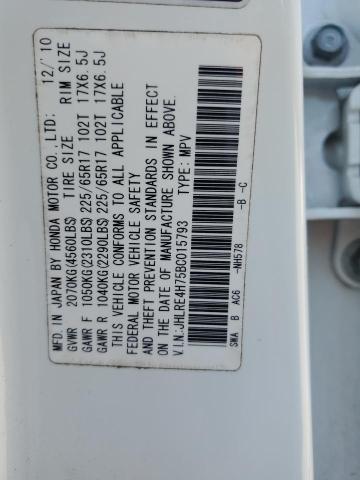 MFD. IN JAPAN BY HONDA MOTOR CO.,LTD: 12/'10
GVWR 2070KG(4560LBS) TIRE SIZE RIM SIZE
GAWR F 1050KG(2310LBS) 225/65R17 102T 17X6.5J
GAWR R 1040KG(2290LBS) 225/65R17 102T 17X6.5J
THIS VEHICLE CONFORMS TO ALL APPLICABLE
FEDERAL MOTOR VEHICLE SAFETY
AND THEFT PREVENTION STANDARDS IN EFFECT
ON THE DATE OF MANUFACTURE SHOWN ABOVE.
V.I.N:JHLRE4H75BC015793 TYPE: MPV
SWA B AC6 -NH578 -B -C